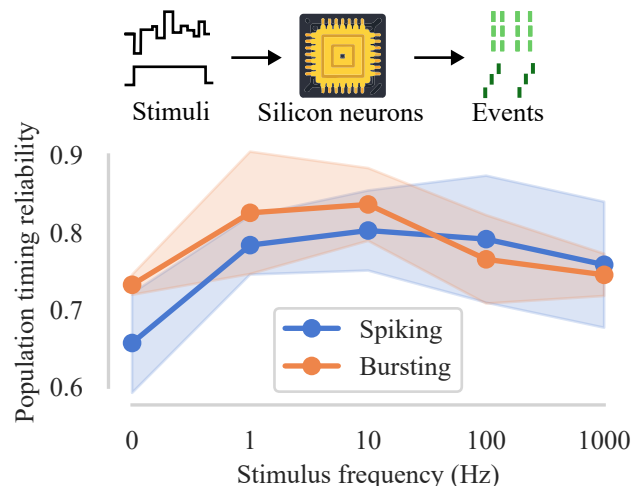 Stimuli
Silicon neurons
Events
Population timing reliability
0.9
0.8
0.7
0.6
Spiking
Bursting
0
1
10
100
1000
Stimulus frequency (Hz)